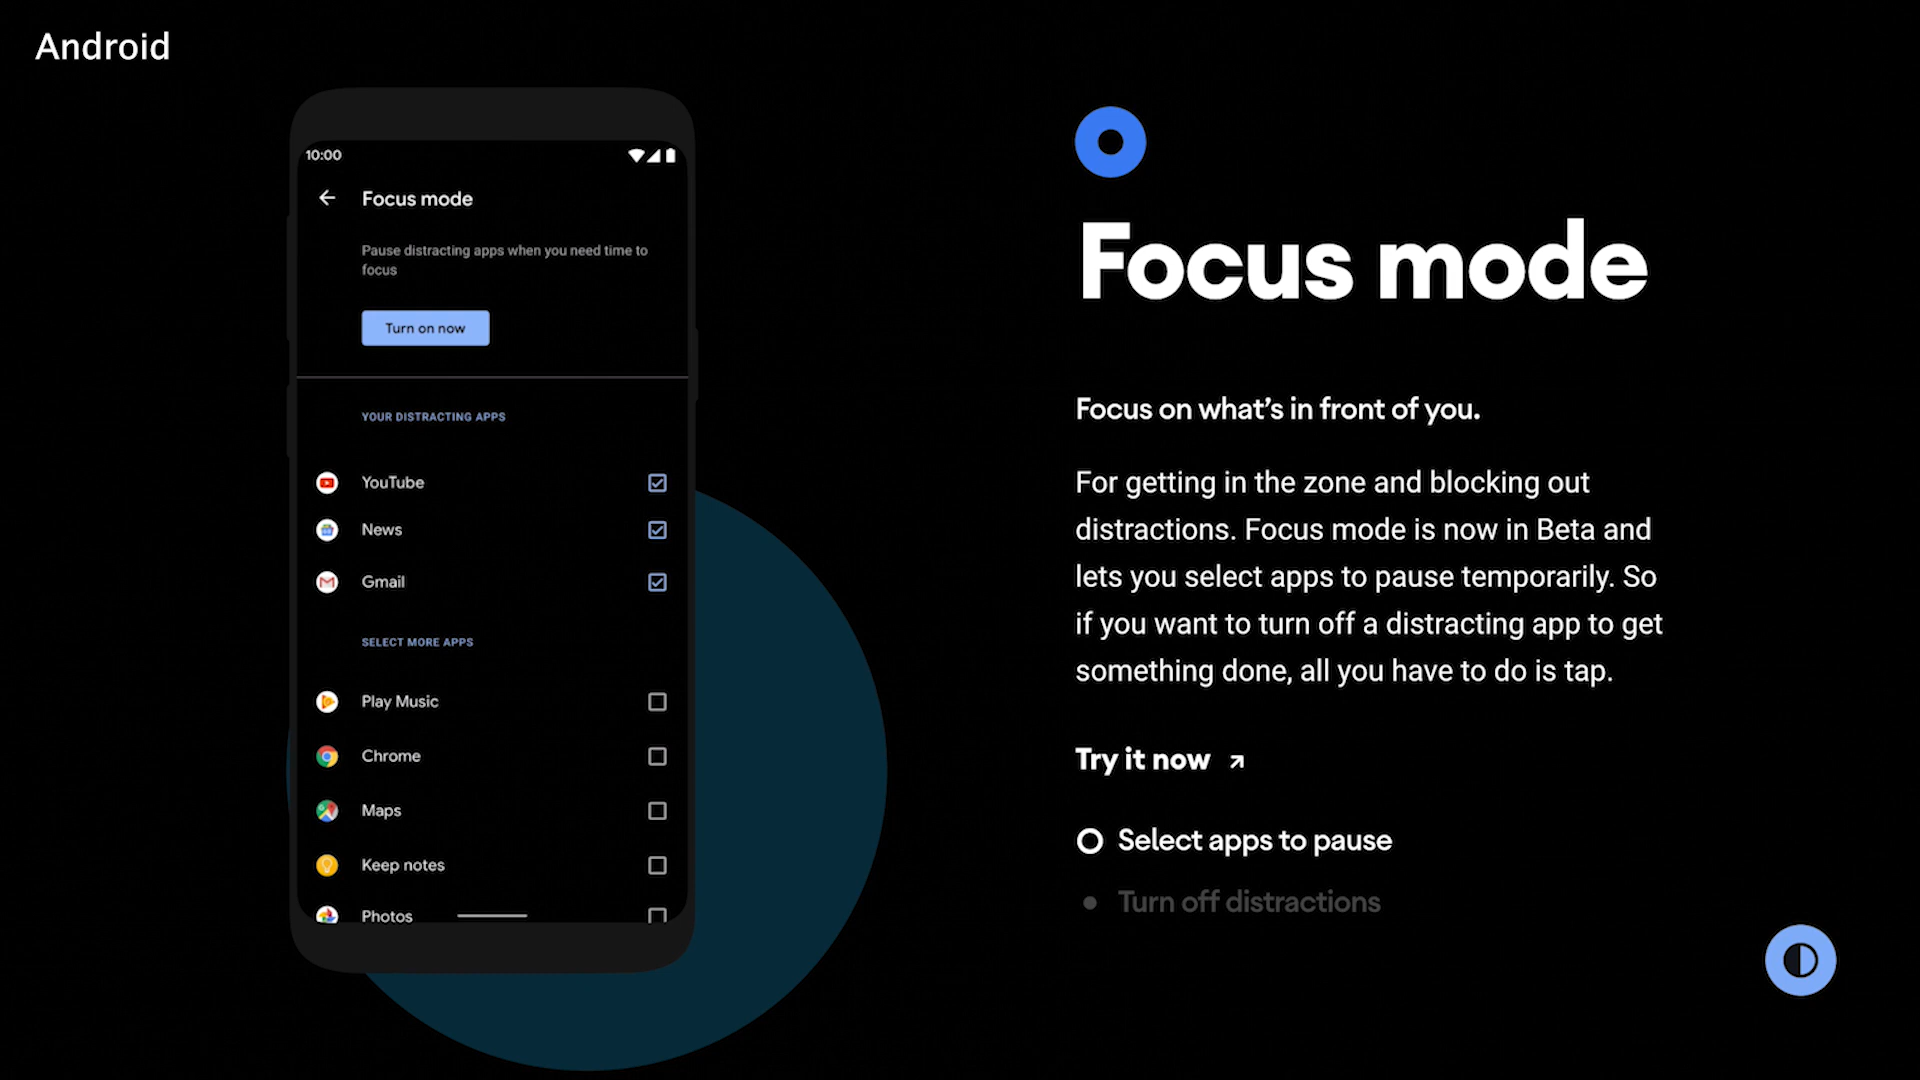 Android
10:00
Focus mode
Pause distracting apps when you need time to
focus
Turn on now
YOUR DISTRACTING APPS
YouTube
News
Gmail
SELECT MORE APPS
Play Music
Chrome
Maps
Keep notes
Photos
Focus mode
Focus on what’s in front of you.
For getting in the zone and blocking out
distractions. Focus mode is now in Beta and
lets you select apps to pause temporarily. So
if you want to turn off a distracting app to get
something done, all you have to do is tap.
Try it now
Select apps to pause
Turn off distractions